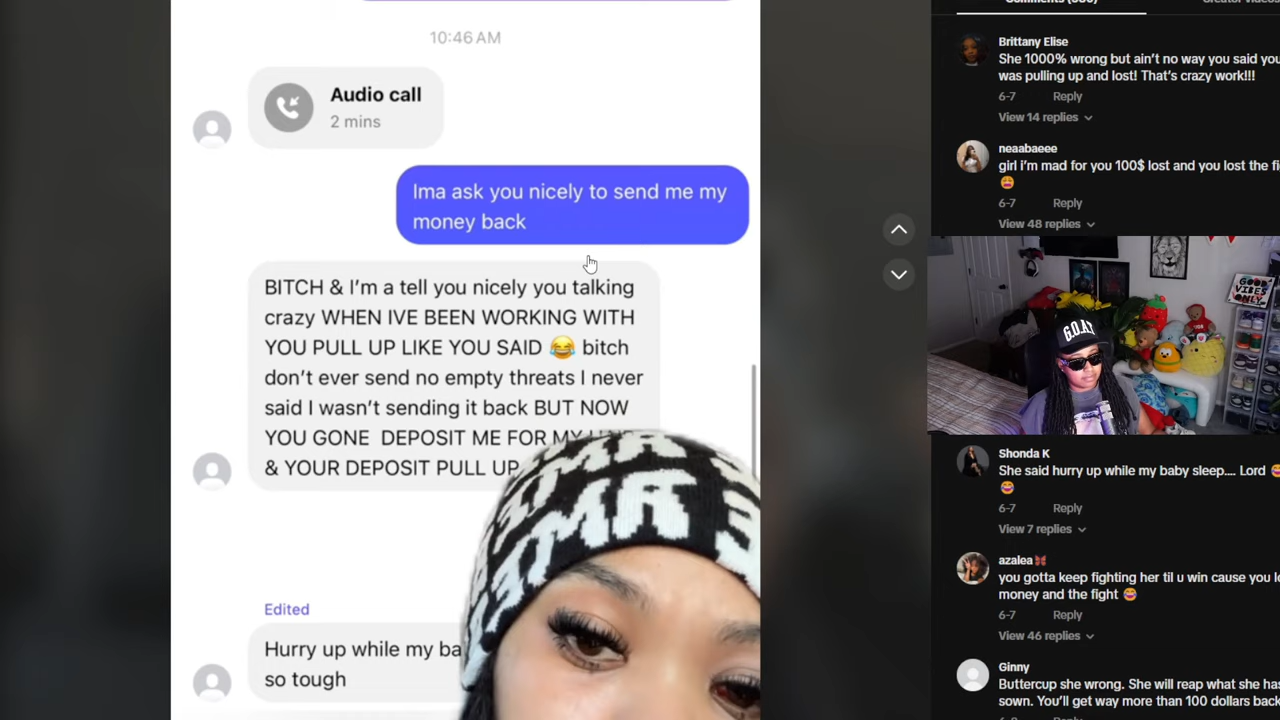 10:46 AM
Audio call
2 mins
Ima ask you nicely to send me my
money back
BITCH & I'm a tell you nicely you talking
crazy WHEN IVE BEEN WORKING WITH
YOU PULL UP LIKE YOU SAID 😂 bitch
don't ever send no empty threats I never
said I wasn't sending it back BUT NOW
YOU GONE DEPOSIT ME FOR MY
& YOUR DEPOSIT PULL UP
Edited
Hurry up while my ba
so tough
Brittany Elise
She 1000% wrong but ain't no way you said you
was pulling up and lost! That's crazy work!!!
6-7 Reply
View 14 replies
neaabaeee
girl i'm mad for you 100$ lost and you lost the
6-7 Reply
View 48 replies
G.O.A.T
GOOD
VIBES
ONLY
Shonda K
She said hurry up while my baby sleep.... Lord
6-7 Reply
View 7 replies
azalea
you gotta keep fighting her til u win cause you
money and the fight 😂
6-7 Reply
View 46 replies
Ginny
Buttercup she wrong. She will reap what she has
sown. You'll get way more than 100 dollars back